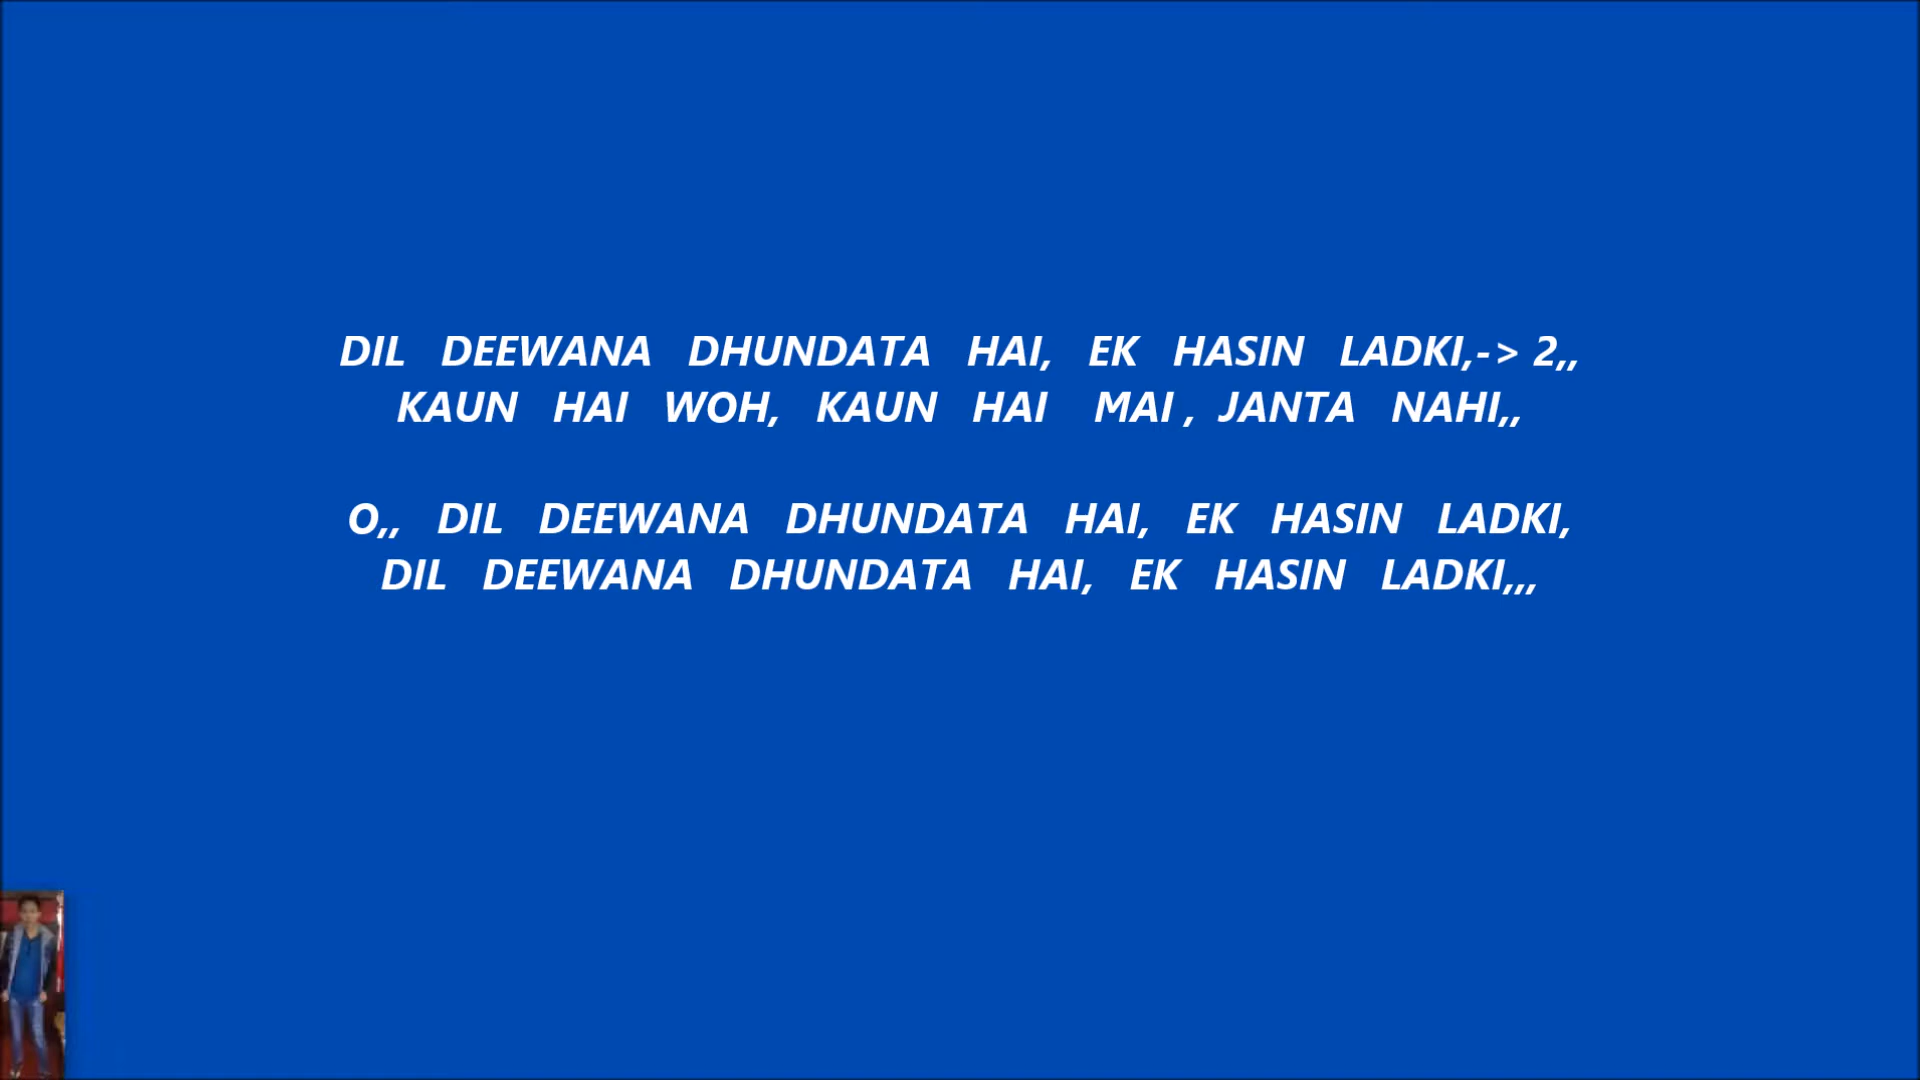 DIL DEEWANA DHUNDATA HAI, EK HASIN LADKI,-> 2,,
KAUN HAI WOH, KAUN HAI MAI , JANTA NAHI,,
O,, DIL DEEWANA DHUNDATA HAI, EK HASIN LADKI,
DIL DEEWANA DHUNDATA HAI, EK HASIN LADKI,,,